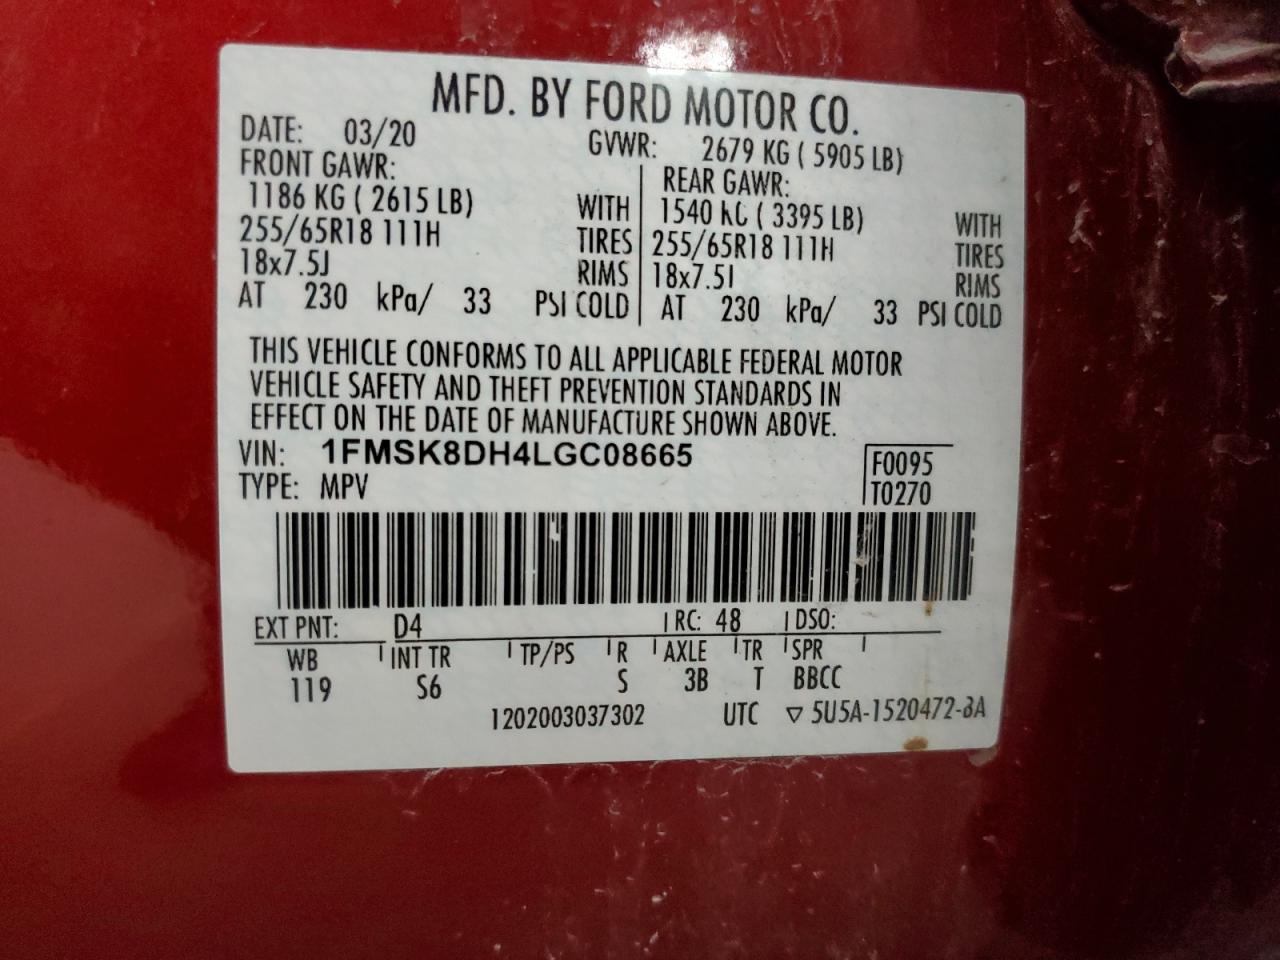 MFD. BY FORD MOTOR CO.
DATE: 03/20 GVWR: 2679 KG ( 5905 LB)
FRONT GAWR: REAR GAWR:
1186 KG ( 2615 LB) WITH 1540 KG ( 3395 LB) WITH
255/65R18 111H TIRES 255/65R18 111H TIRES
18x7.5J RIMS 18x7.5J RIMS
AT 230 kPa/ 33 PSI COLD AT 230 kPa/ 33 PSI COLD
THIS VEHICLE CONFORMS TO ALL APPLICABLE FEDERAL MOTOR
VEHICLE SAFETY AND THEFT PREVENTION STANDARDS IN
EFFECT ON THE DATE OF MANUFACTURE SHOWN ABOVE.
VIN: 1FMSK8DH4LGC08665 F0095
TYPE: MPV T0270
EXT PNT: D4 RC: 48 DSO:
WB INT TR TP/PS R AXLE TR SPR
119 S6 S 3B T BBCC
1202003037302 UTC ▽ 5U5A-1520472-BA